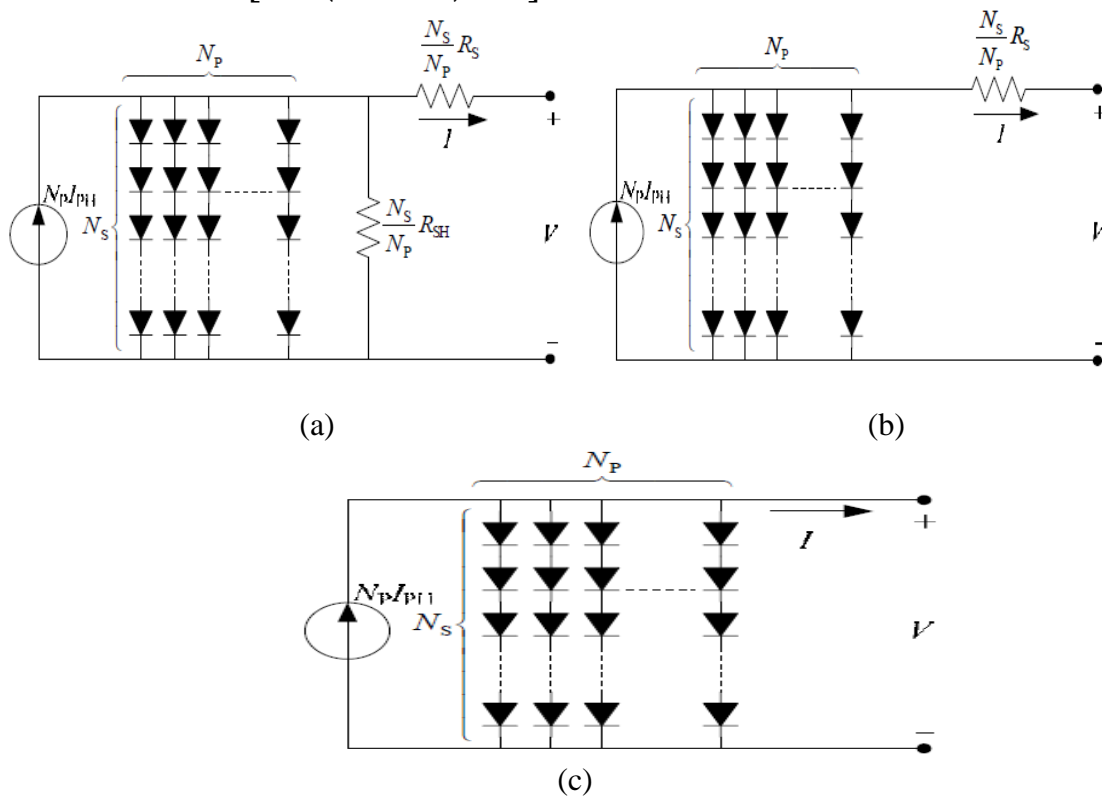 N_S/N_P R_S
N_P
I
+
N_P I_PH
N_S
N_S/N_P R_SH
V
−
(a)
N_S/N_P R_S
N_P
+
I
N_P I_PH
N_S
V
−
(b)
N_P
I
+
N_P I_PH
N_S
V
−
(c)